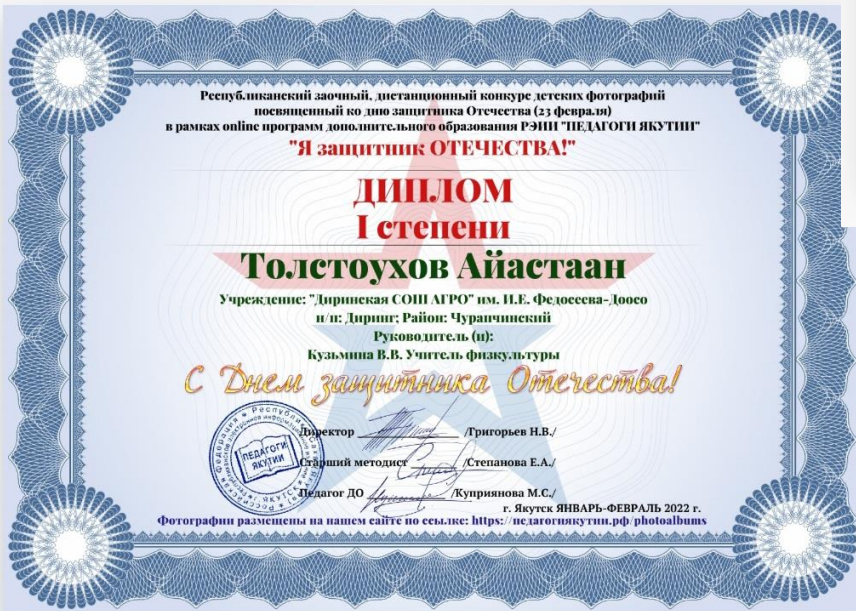 Республиканский заочный, дистанционный конкурс детских фотографий
посвященный ко дню защитника Отечества (23 февраля)
в рамках online программ дополнительного образования РЭИИ "ПЕДАГОГИ ЯКУТИИ"
"Я защитник ОТЕЧЕСТВА!"
ДИПЛОМ
I степени
Толстоухов Айастаан
Учреждение: "Диринская СОШ АГРО" им. И.Е. Федосеева-Доосо
н/п: Диринг; Район: Чурапчинский
Руководитель (и):
Кузьмина В.В. Учитель физкультуры
С Днем защитника Отечества!
Директор /Григорьев Н.В./
ПЕДАГОГИ
ЯКУТИИ
Старший методист /Степанова Е.А./
Педагог ДО /Куприянова М.С./
г. Якутск ЯНВАРЬ-ФЕВРАЛЬ 2022 г.
Фотографии размещены на нашем сайте по ссылке: https://педагогиякутии.рф/photoalbums